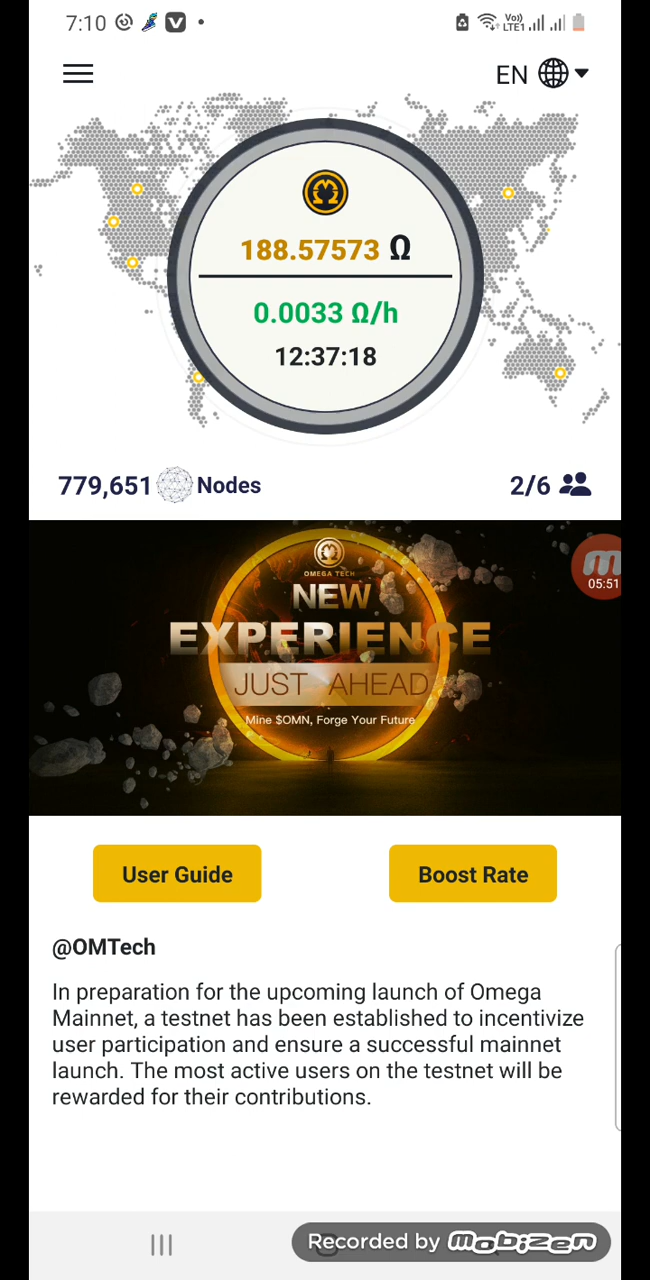 7:10
Vo))
LTE1
EN
188.57573 Ω
0.0033 Ω/h
12:37:18
779,651 Nodes
2/6
OMEGA TECH
NEW
EXPERIENCE
JUST AHEAD
Mine $OMN, Forge Your Future
05:51
User Guide
Boost Rate
@OMTech
In preparation for the upcoming launch of Omega
Mainnet, a testnet has been established to incentivize
user participation and ensure a successful mainnet
launch. The most active users on the testnet will be
rewarded for their contributions.
Recorded by mobizen